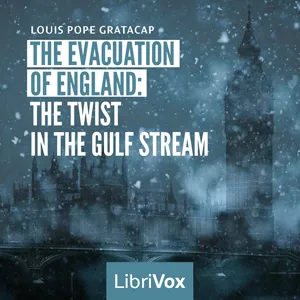 LOUIS POPE GRATACAP
THE EVACUATION
OF ENGLAND:
THE TWIST
IN THE GULF STREAM
LibriVox